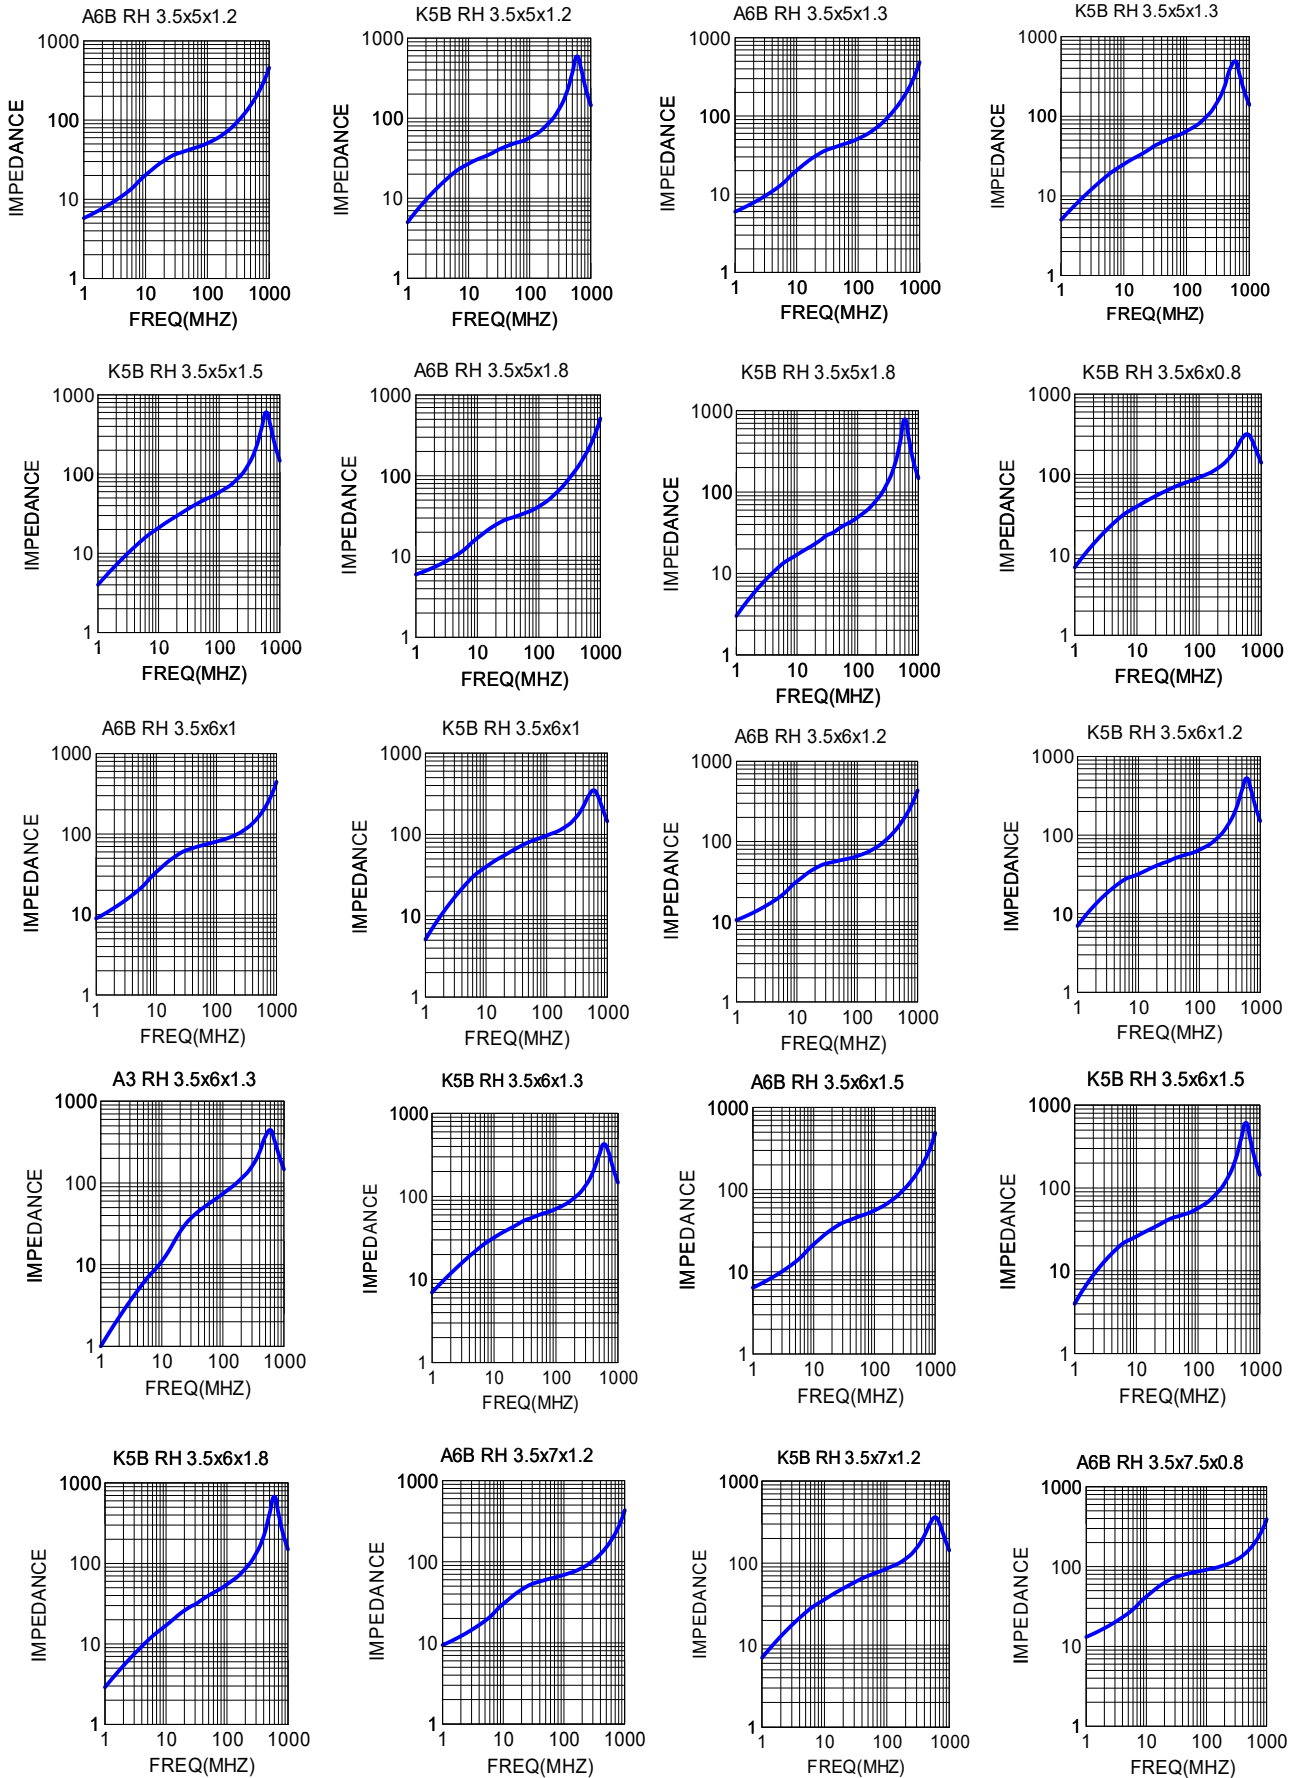 A6B RH 3.5x5x1.2
1000
100
10
1
IMPEDANCE
1 10 100 1000
FREQ(MHZ)
K5B RH 3.5x5x1.2
1000
100
10
1
IMPEDANCE
1 10 100 1000
FREQ(MHZ)
A6B RH 3.5x5x1.3
1000
100
10
1
IMPEDANCE
1 10 100 1000
FREQ(MHZ)
K5B RH 3.5x5x1.3
1000
100
10
1
IMPEDANCE
1 10 100 1000
FREQ(MHZ)
K5B RH 3.5x5x1.5
1000
100
10
1
IMPEDANCE
1 10 100 1000
FREQ(MHZ)
A6B RH 3.5x5x1.8
1000
100
10
1
IMPEDANCE
1 10 100 1000
FREQ(MHZ)
K5B RH 3.5x5x1.8
1000
100
10
1
IMPEDANCE
1 10 100 1000
FREQ(MHZ)
K5B RH 3.5x6x0.8
1000
100
10
1
IMPEDANCE
1 10 100 1000
FREQ(MHZ)
A6B RH 3.5x6x1
1000
100
10
1
IMPEDANCE
1 10 100 1000
FREQ(MHZ)
K5B RH 3.5x6x1
1000
100
10
1
IMPEDANCE
1 10 100 1000
FREQ(MHZ)
A6B RH 3.5x6x1.2
1000
100
10
1
IMPEDANCE
1 10 100 1000
FREQ(MHZ)
K5B RH 3.5x6x1.2
1000
100
10
1
IMPEDANCE
1 10 100 1000
FREQ(MHZ)
A3 RH 3.5x6x1.3
1000
100
10
1
IMPEDANCE
1 10 100 1000
FREQ(MHZ)
K5B RH 3.5x6x1.3
1000
100
10
1
IMPEDANCE
1 10 100 1000
FREQ(MHZ)
A6B RH 3.5x6x1.5
1000
100
10
1
IMPEDANCE
1 10 100 1000
FREQ(MHZ)
K5B RH 3.5x6x1.5
1000
100
10
1
IMPEDANCE
1 10 100 1000
FREQ(MHZ)
K5B RH 3.5x6x1.8
1000
100
10
1
IMPEDANCE
1 10 100 1000
FREQ(MHZ)
A6B RH 3.5x7x1.2
1000
100
10
1
IMPEDANCE
1 10 100 1000
FREQ(MHZ)
K5B RH 3.5x7x1.2
1000
100
10
1
IMPEDANCE
1 10 100 1000
FREQ(MHZ)
A6B RH 3.5x7.5x0.8
1000
100
10
1
IMPEDANCE
1 10 100 1000
FREQ(MHZ)